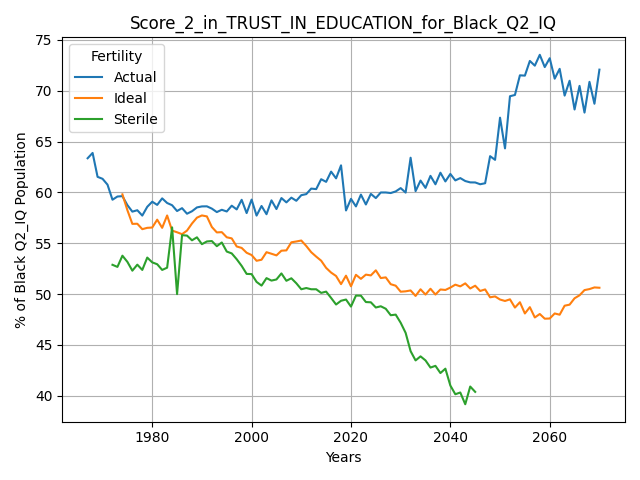 Score_2_in_TRUST_IN_EDUCATION_for_Black_Q2_IQ
75
70
65
60
55
50
45
40
% of Black Q2_IQ Population
Fertility
Actual
Ideal
Sterile
1980
2000
2020
2040
2060
Years